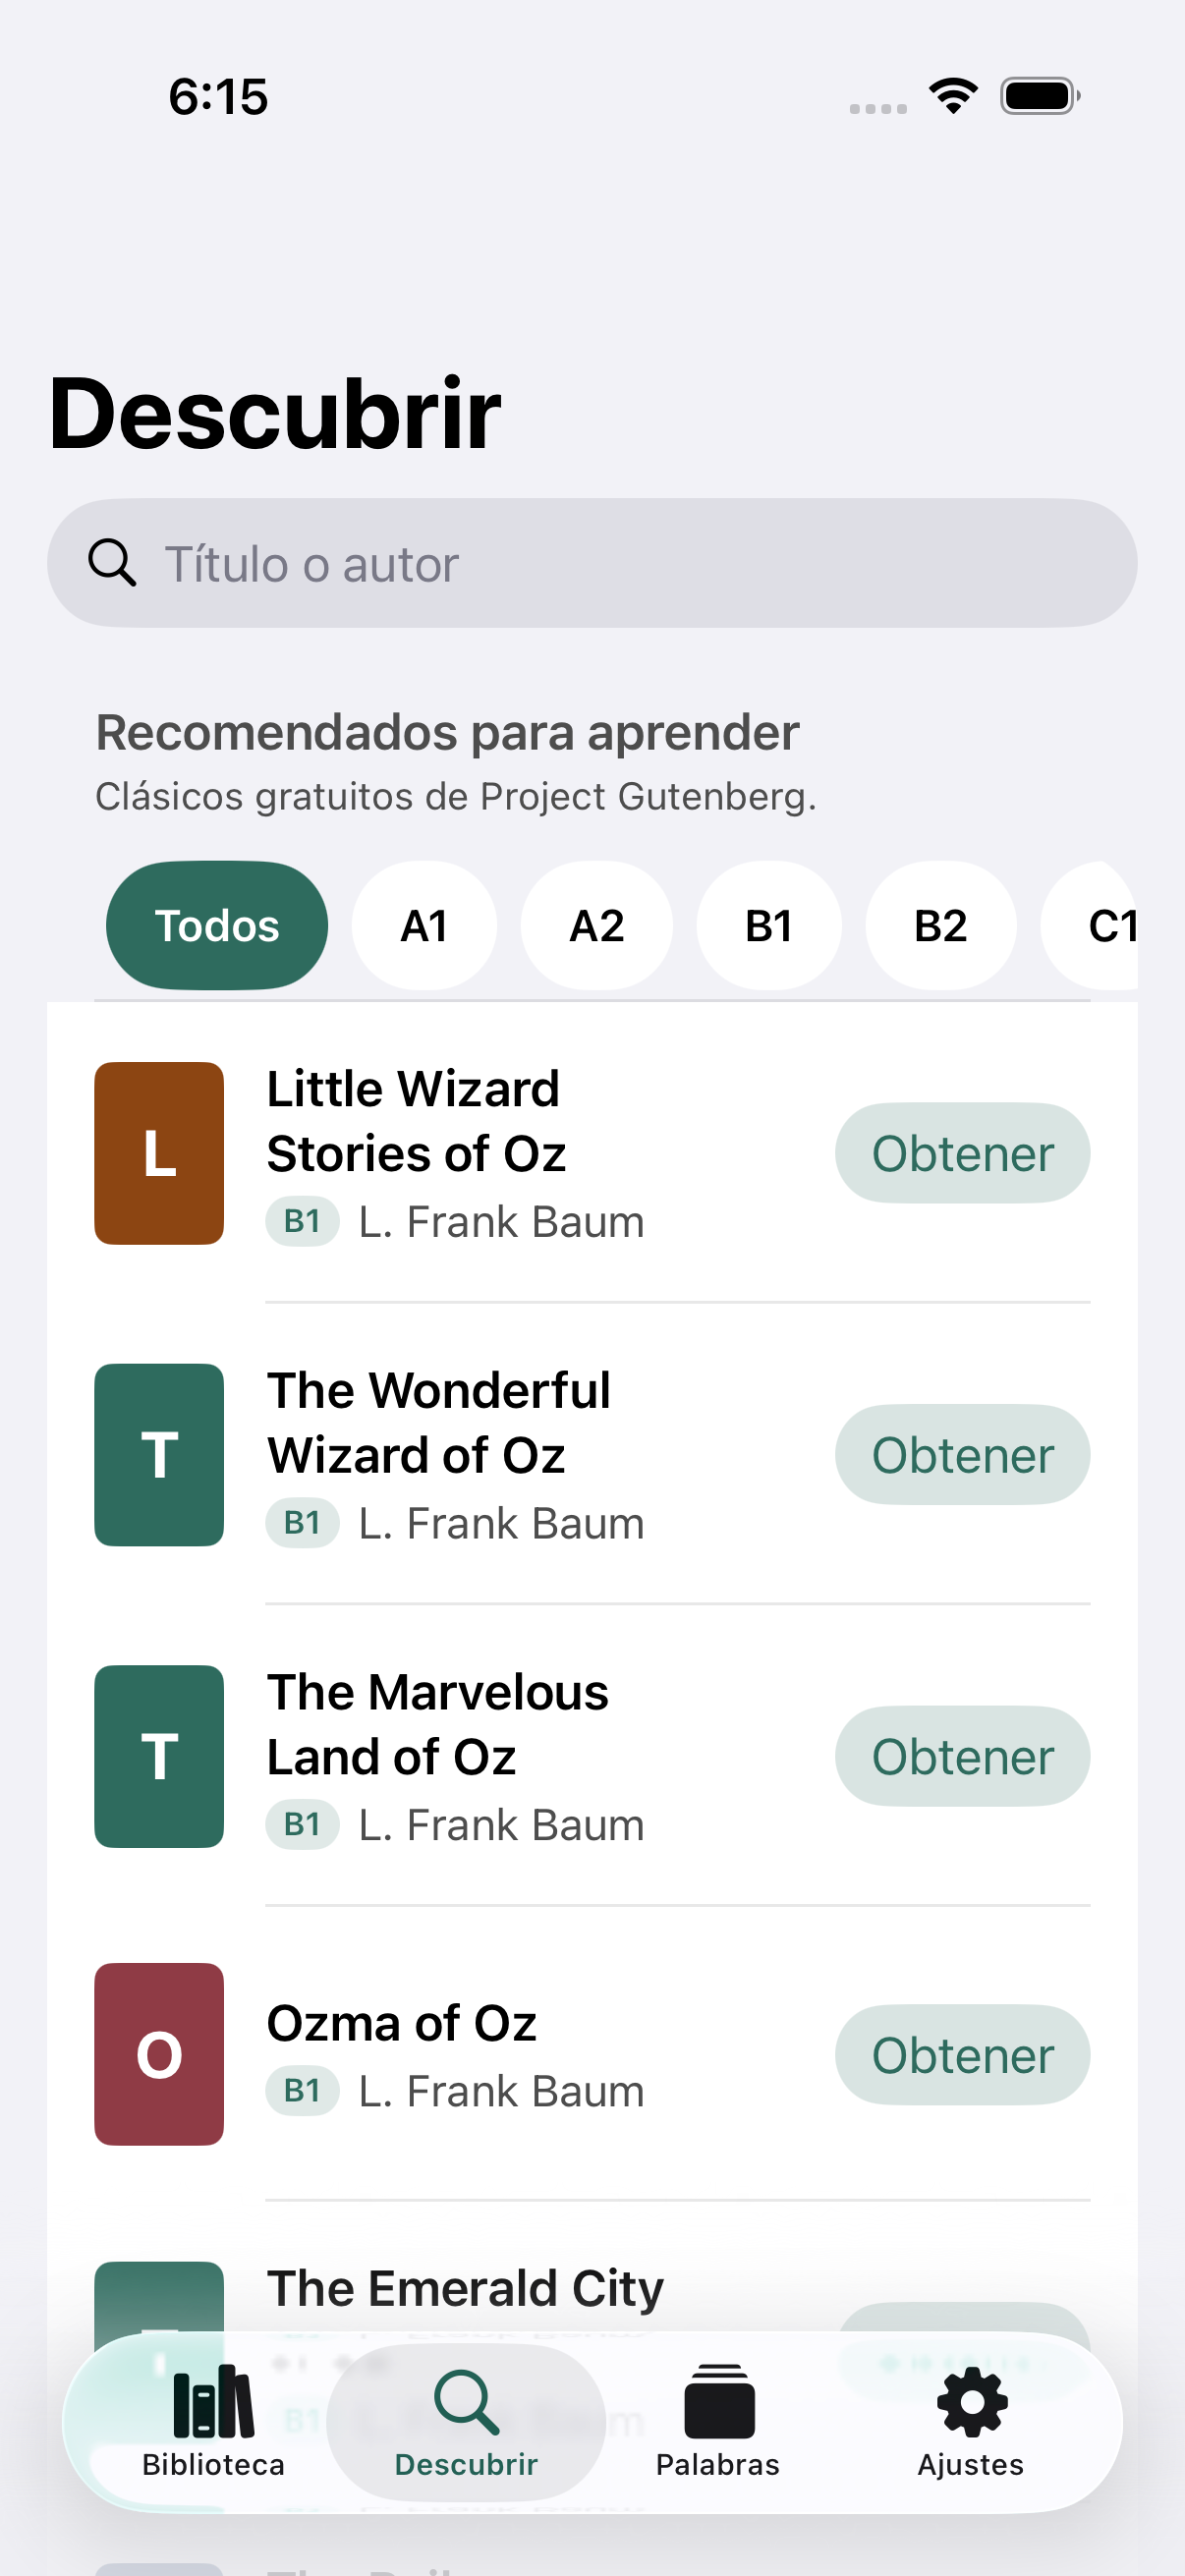 6:15
Descubrir
Título o autor
Recomendados para aprender
Clásicos gratuitos de Project Gutenberg.
Todos A1 A2 B1 B2 C1
L
Little Wizard
Stories of Oz
B1 L. Frank Baum
Obtener
T
The Wonderful
Wizard of Oz
B1 L. Frank Baum
Obtener
T
The Marvelous
Land of Oz
B1 L. Frank Baum
Obtener
O
Ozma of Oz
B1 L. Frank Baum
Obtener
The Emerald City
Biblioteca Descubrir Palabras Ajustes